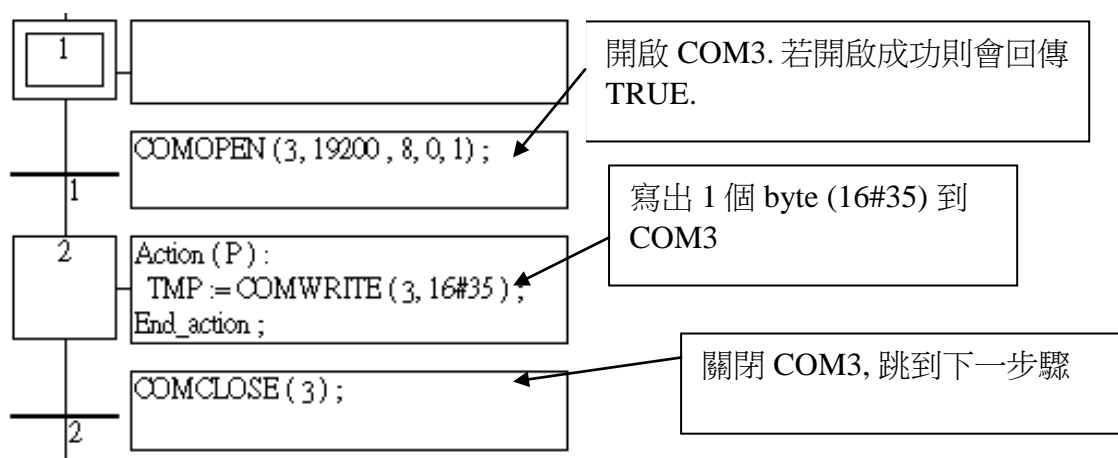 1
開啟 COM3. 若開啟成功則會回傳
TRUE.
COMOPEN ( 3, 19200 , 8, 0, 1) ;
1
寫出 1 個 byte (16#35) 到
COM3
2
Action ( P ) :
TMP := COMWRITE ( 3, 16#35 ) ;
End_action ;
關閉 COM3, 跳到下一步驟
COMCLOSE ( 3 ) ;
2